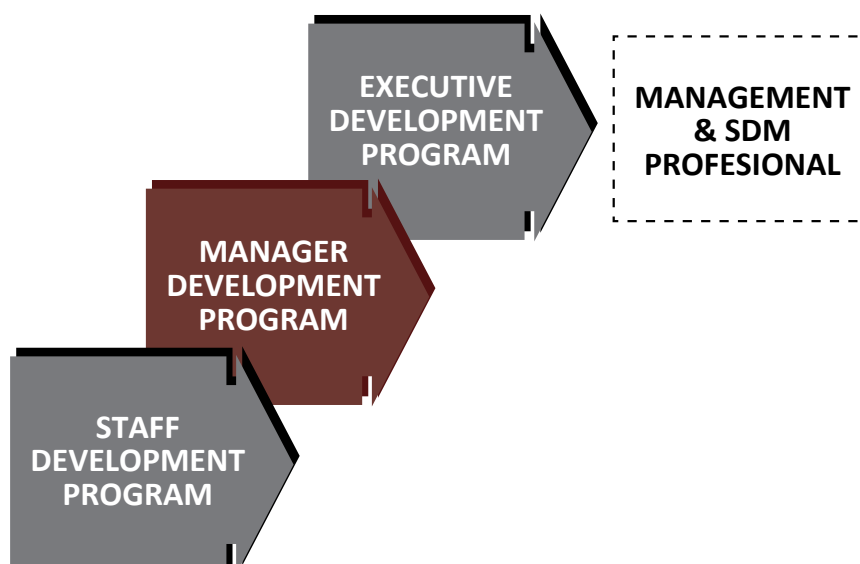 EXECUTIVE
DEVELOPMENT
PROGRAM
MANAGEMENT
& SDM
PROFESIONAL
MANAGER
DEVELOPMENT
PROGRAM
STAFF
DEVELOPMENT
PROGRAM